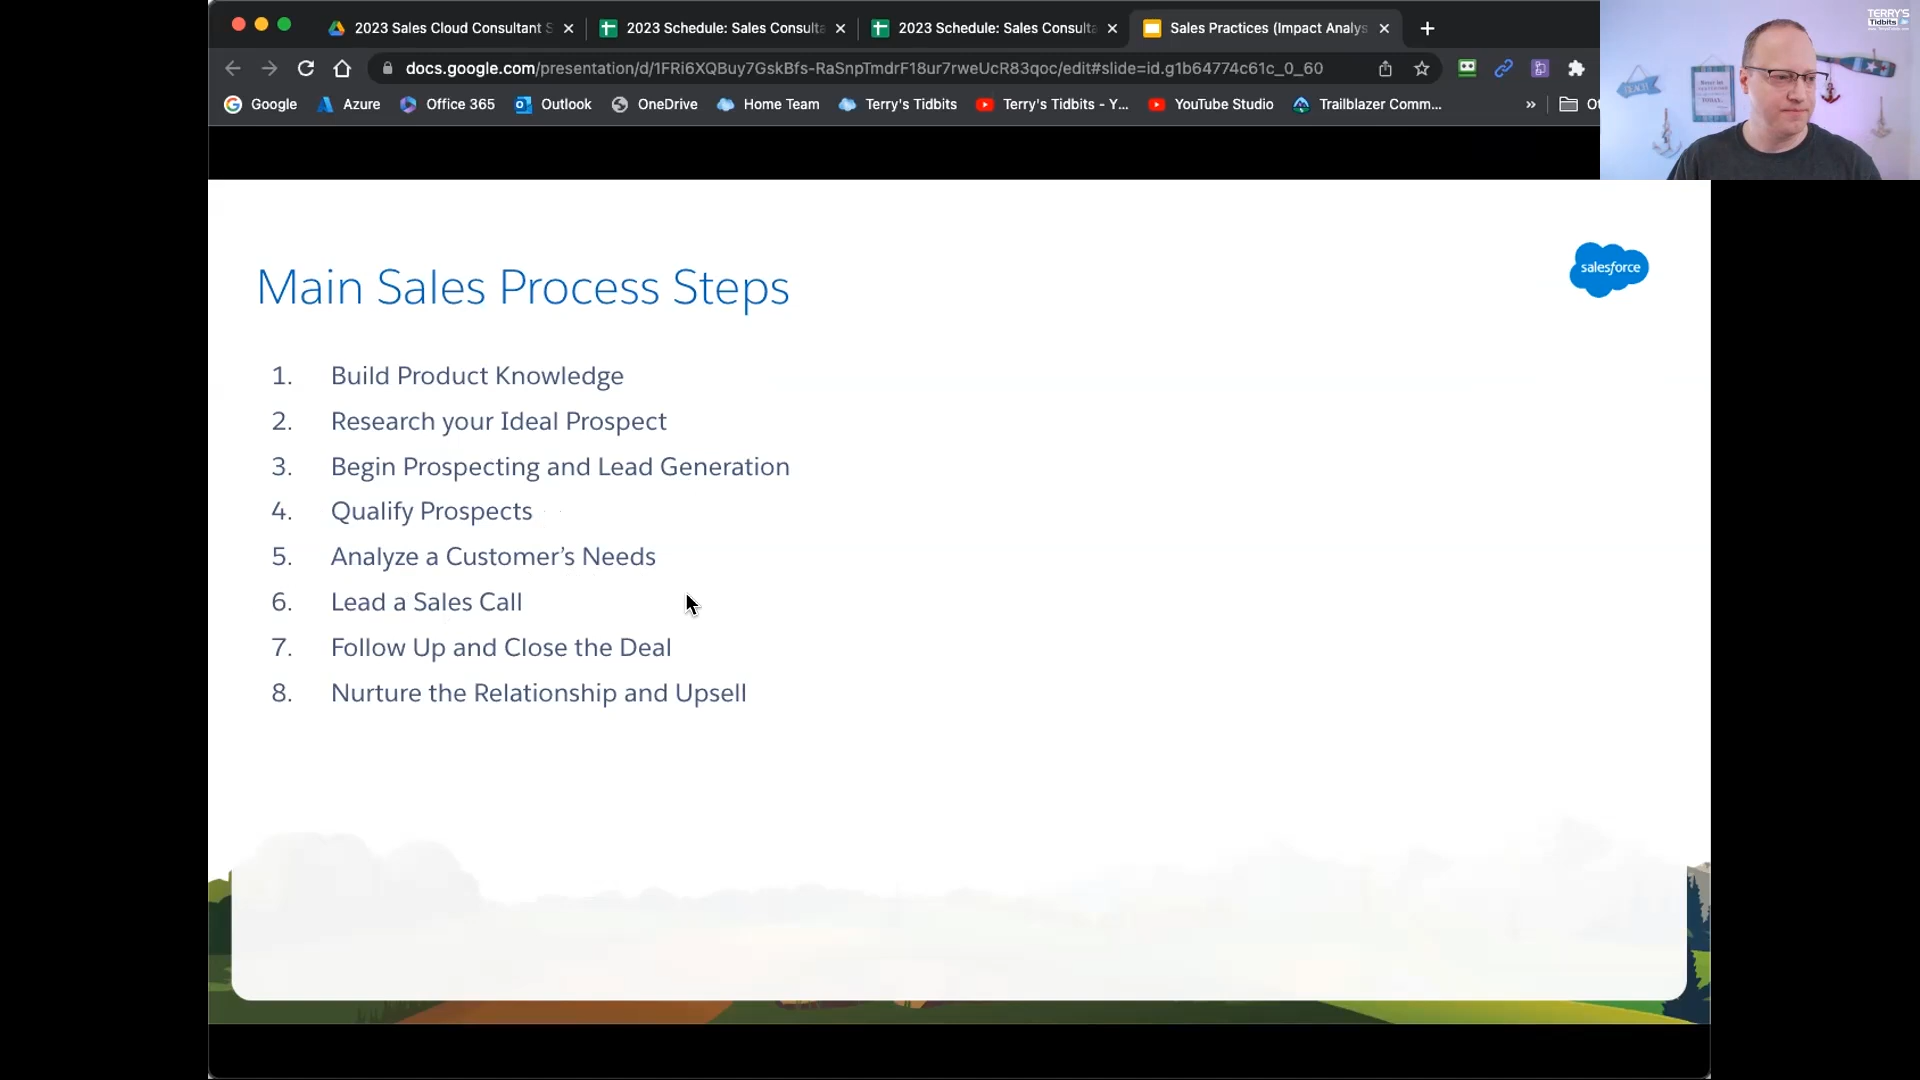 2023 Sales Cloud Consultant S
2023 Schedule: Sales Consulta
2023 Schedule: Sales Consulta
Sales Practices (Impact Analys
docs.google.com/presentation/d/1FRi6XQBuy7GskBfs-RaSnpTmdrF18ur7rweUcR83qoc/edit#slide=id.g1b64774c61c_0_60
Google
Azure
Office 365
Outlook
OneDrive
Home Team
Terry's Tidbits
Terry's Tidbits - Y...
YouTube Studio
Trailblazer Comm...
»
TERRY'S
Tidbits
Main Sales Process Steps
salesforce
1. Build Product Knowledge
2. Research your Ideal Prospect
3. Begin Prospecting and Lead Generation
4. Qualify Prospects
5. Analyze a Customer’s Needs
6. Lead a Sales Call
7. Follow Up and Close the Deal
8. Nurture the Relationship and Upsell